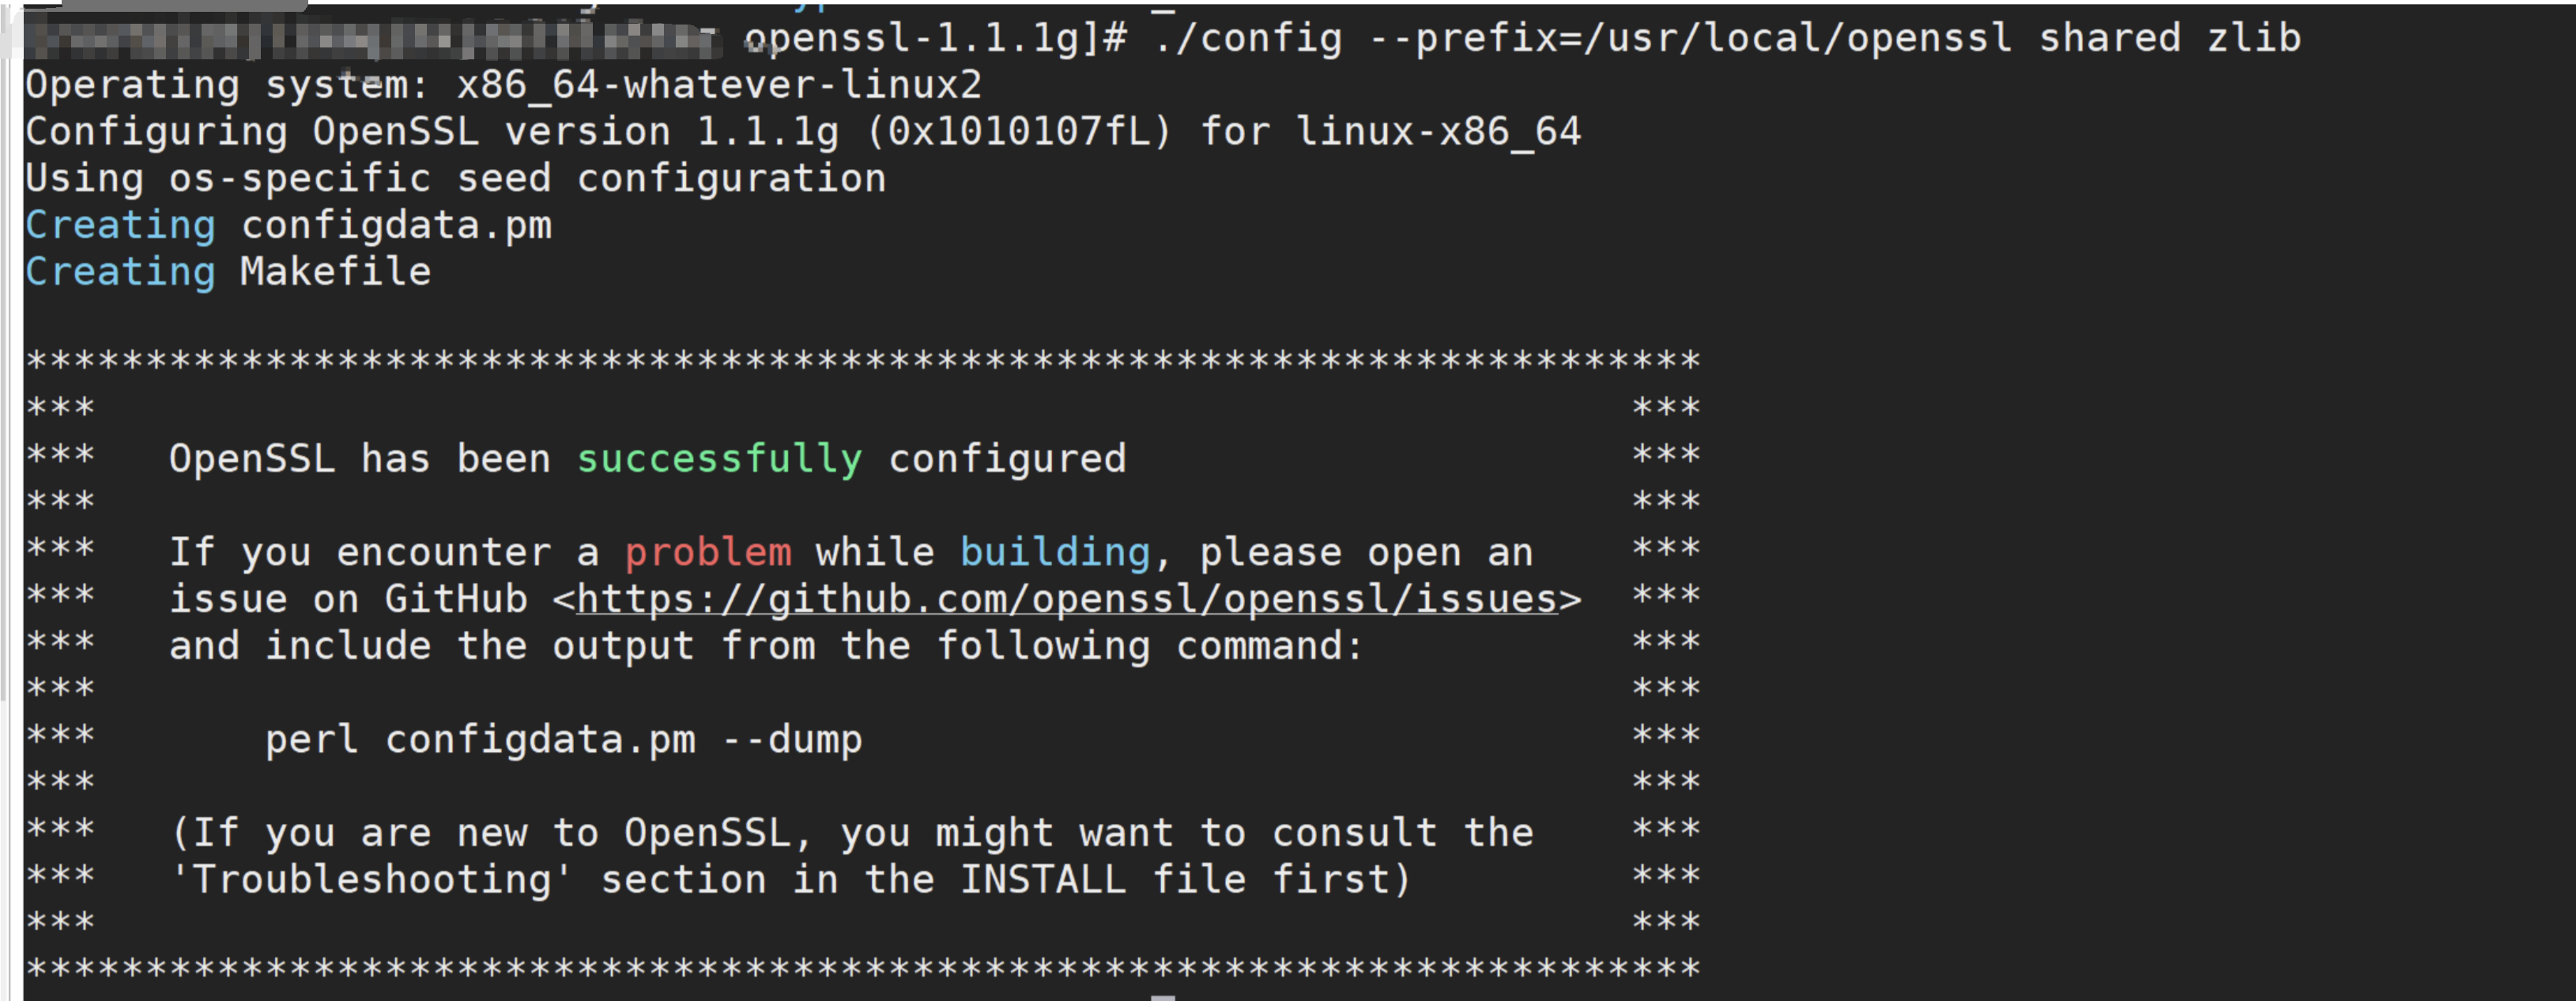 openssl-1.1.1g]# ./config --prefix=/usr/local/openssl shared zlib
Operating system: x86_64-whatever-linux2
Configuring OpenSSL version 1.1.1g (0x1010107fL) for linux-x86_64
Using os-specific seed configuration
Creating configdata.pm
Creating Makefile
**********************************************************************
***                                                                ***
***   OpenSSL has been successfully configured                     ***
***                                                                ***
***   If you encounter a problem while building, please open an    ***
***   issue on GitHub <https://github.com/openssl/openssl/issues>  ***
***   and include the output from the following command:           ***
***                                                                ***
***       perl configdata.pm --dump                                ***
***                                                                ***
***   (If you are new to OpenSSL, you might want to consult the    ***
***   'Troubleshooting' section in the INSTALL file first)         ***
***                                                                ***
**********************************************************************